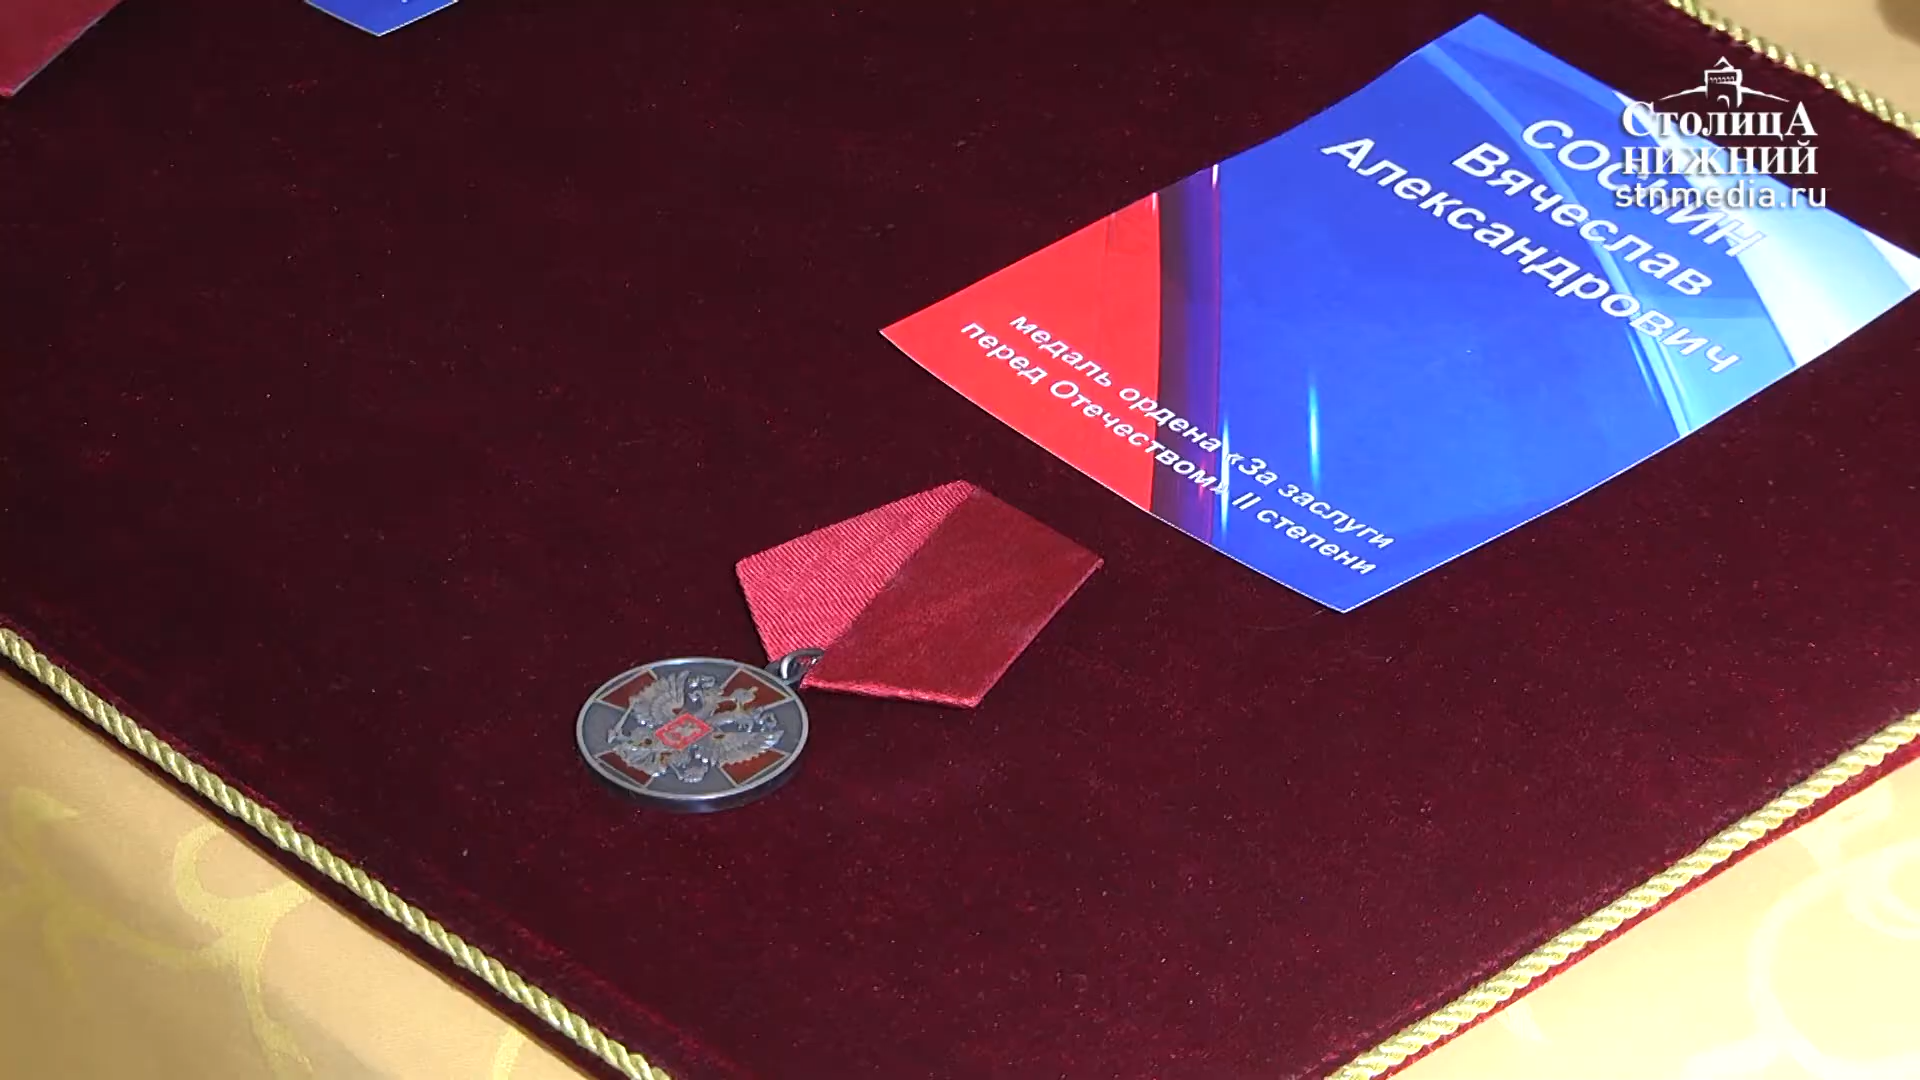 СтолицА
нижний
stnmedia.ru
Вячеслав
Александрович
медаль ордена «За заслуги
перед Отечеством» II степени